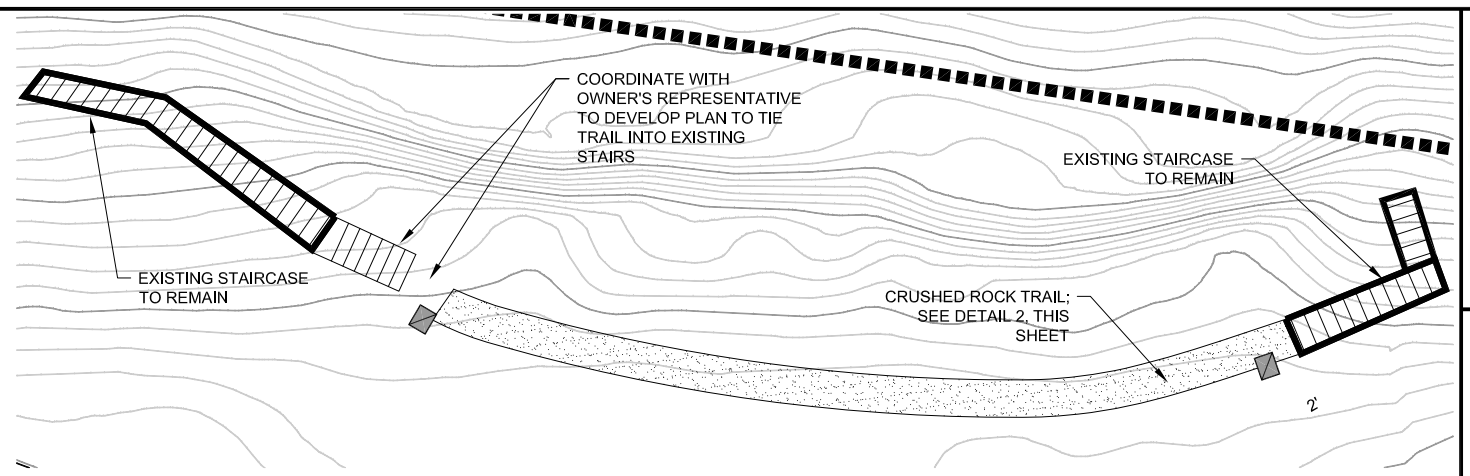 COORDINATE WITH
OWNER'S REPRESENTATIVE
TO DEVELOP PLAN TO TIE
TRAIL INTO EXISTING
STAIRS
EXISTING STAIRCASE
TO REMAIN
EXISTING STAIRCASE
TO REMAIN
CRUSHED ROCK TRAIL;
SEE DETAIL 2, THIS
SHEET
2'